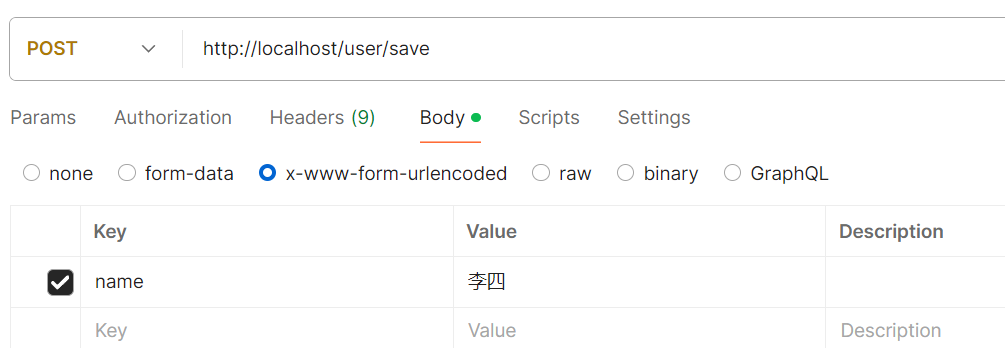 POST http://localhost/user/save
Params Authorization Headers (9) Body Scripts Settings
none form-data x-www-form-urlencoded raw binary GraphQL
Key Value Description
name 李四
Key Value Description